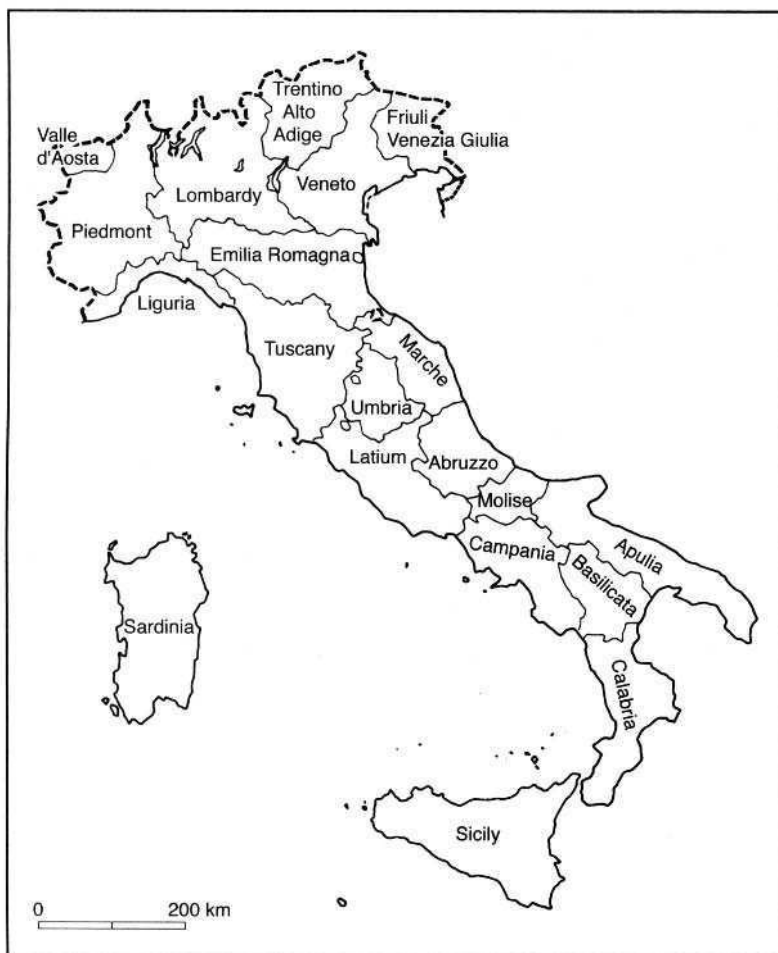 Trentino
Alto
Adige
Friuli
Venezia Giulia
Valle
d'Aosta
Lombardy
Veneto
Piedmont
Emilia Romagna
Liguria
Tuscany
Marche
Umbria
Latium
Abruzzo
Molise
Campania
Apulia
Basilicata
Sardinia
Calabria
Sicily
0 200 km